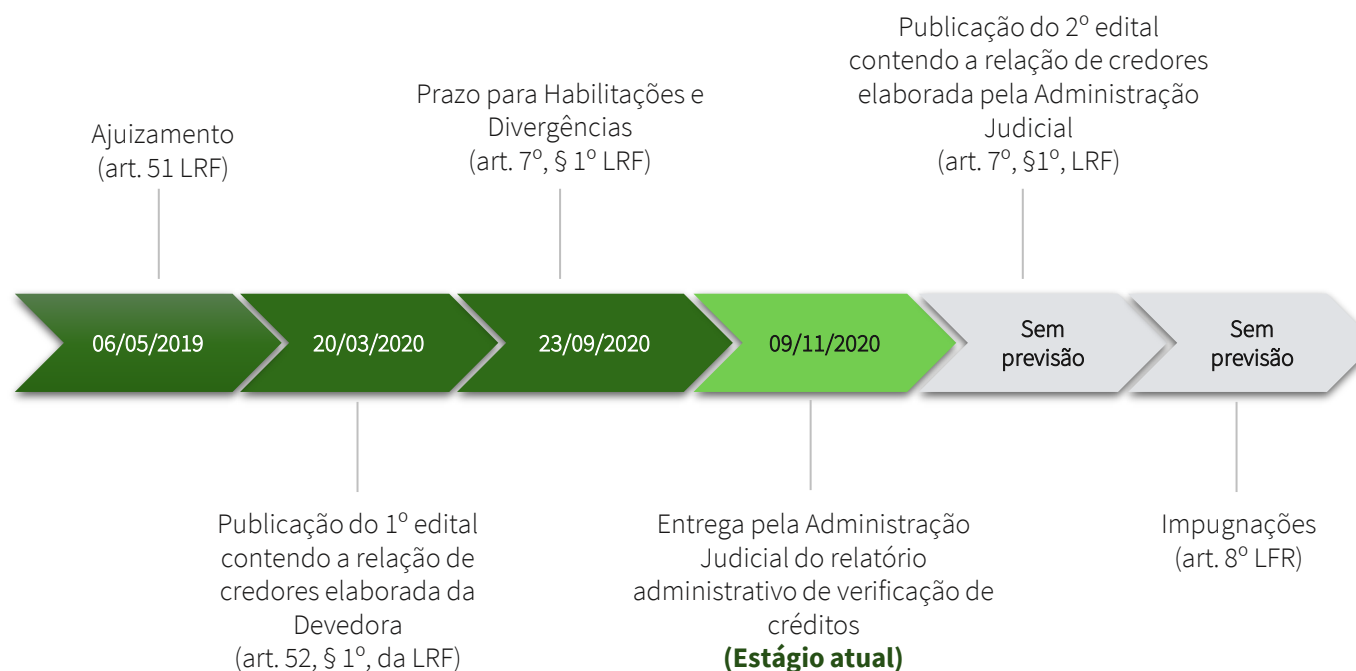 Publicação do 2º edital
contendo a relação de credores
elaborada pela Administração
Judicial
(art. 7º, §1º, LRF)
Prazo para Habilitações e
Divergências
(art. 7º, § 1º LRF)
Ajuizamento
(art. 51 LRF)
06/05/2019
20/03/2020
23/09/2020
09/11/2020
Sem
previsão
Sem
previsão
Publicação do 1º edital
contendo a relação de
credores elaborada da
Devedora
(art. 52, § 1º, da LRF)
Entrega pela Administração
Judicial do relatório
administrativo de verificação de
créditos
(Estágio atual)
Impugnações
(art. 8º LFR)